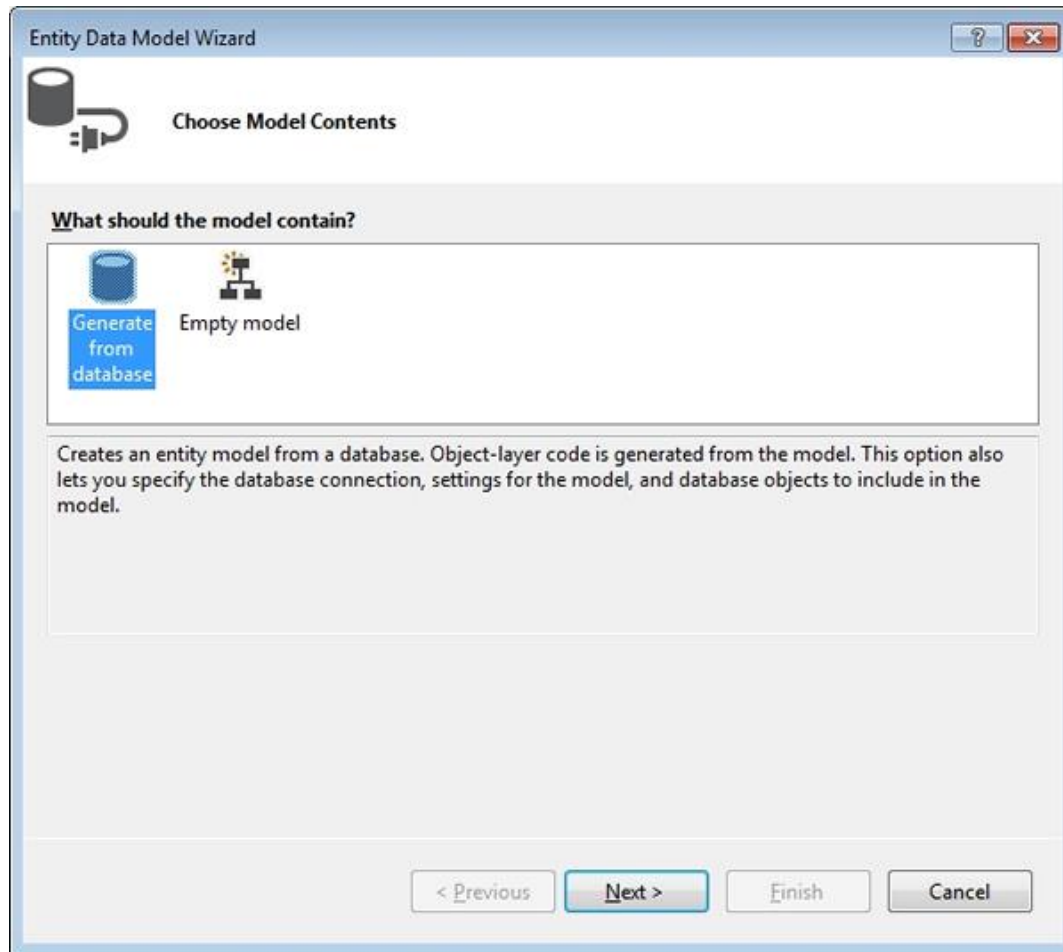 Entity Data Model Wizard
Choose Model Contents
What should the model contain?
Generate
from
database
Empty model
Creates an entity model from a database. Object-layer code is generated from the model. This option also
lets you specify the database connection, settings for the model, and database objects to include in the
model.
< Previous
Next >
Finish
Cancel